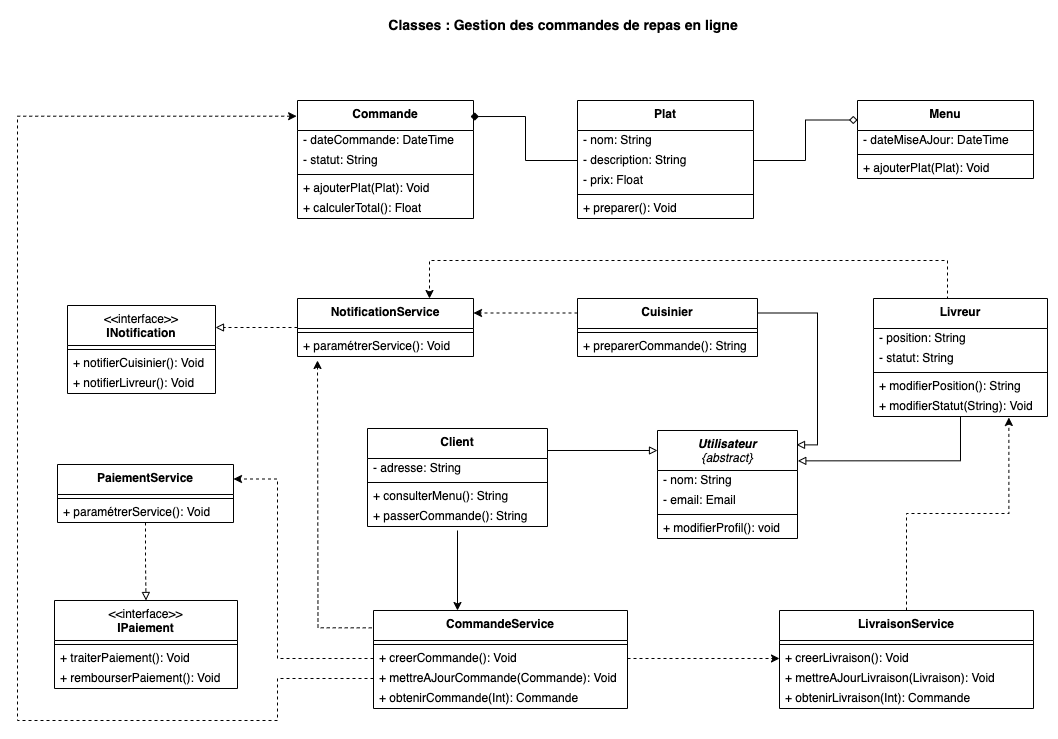 Classes : Gestion des commandes de repas en ligne
Commande
- dateCommande: DateTime
- statut: String
+ ajouterPlat(Plat): Void
+ calculerTotal(): Float
Plat
- nom: String
- description: String
- prix: Float
+ preparer(): Void
Menu
- dateMiseAJour: DateTime
+ ajouterPlat(Plat): Void
<<interface>>
INotification
+ notifierCuisinier(): Void
+ notifierLivreur(): Void
NotificationService
+ paramétrerService(): Void
Cuisinier
+ preparerCommande(): String
Livreur
- position: String
- statut: String
+ modifierPosition(): String
+ modifierStatut(String): Void
PaiementService
+ paramétrerService(): Void
Client
- adresse: String
+ consulterMenu(): String
+ passerCommande(): String
Utilisateur
{abstract}
- nom: String
- email: Email
+ modifierProfil(): void
<<interface>>
IPaiement
+ traiterPaiement(): Void
+ rembourserPaiement(): Void
CommandeService
+ creerCommande(): Void
+ mettreAJourCommande(Commande): Void
+ obtenirCommande(Int): Commande
LivraisonService
+ creerLivraison(): Void
+ mettreAJourLivraison(Livraison): Void
+ obtenirLivraison(Int): Commande